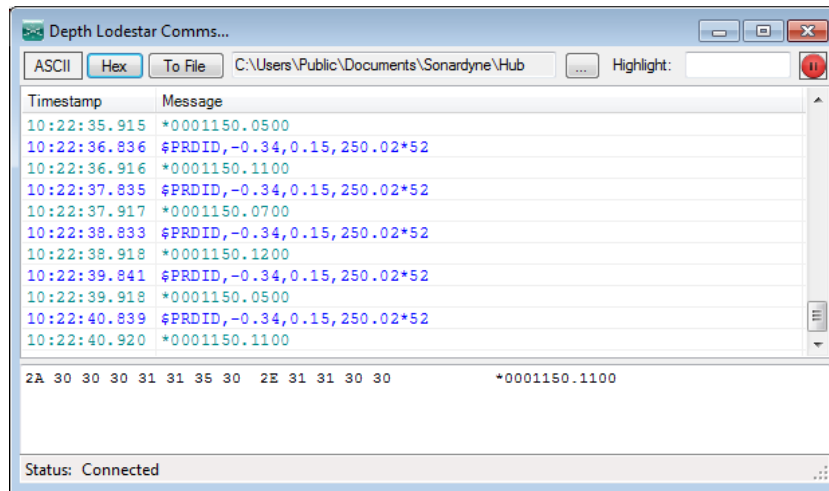 Depth Lodestar Comms...
ASCII Hex To File C:\Users\Public\Documents\Sonardyne\Hub ... Highlight:
Timestamp Message
10:22:35.915 *0001150.0500
10:22:36.836 $PRDID,-0.34,0.15,250.02*52
10:22:36.916 *0001150.1100
10:22:37.835 $PRDID,-0.34,0.15,250.02*52
10:22:37.917 *0001150.0700
10:22:38.833 $PRDID,-0.34,0.15,250.02*52
10:22:38.918 *0001150.1200
10:22:39.841 $PRDID,-0.34,0.15,250.02*52
10:22:39.918 *0001150.0500
10:22:40.839 $PRDID,-0.34,0.15,250.02*52
10:22:40.920 *0001150.1100
2A 30 30 30 31 31 35 30 2E 31 31 30 30 *0001150.1100
Status: Connected